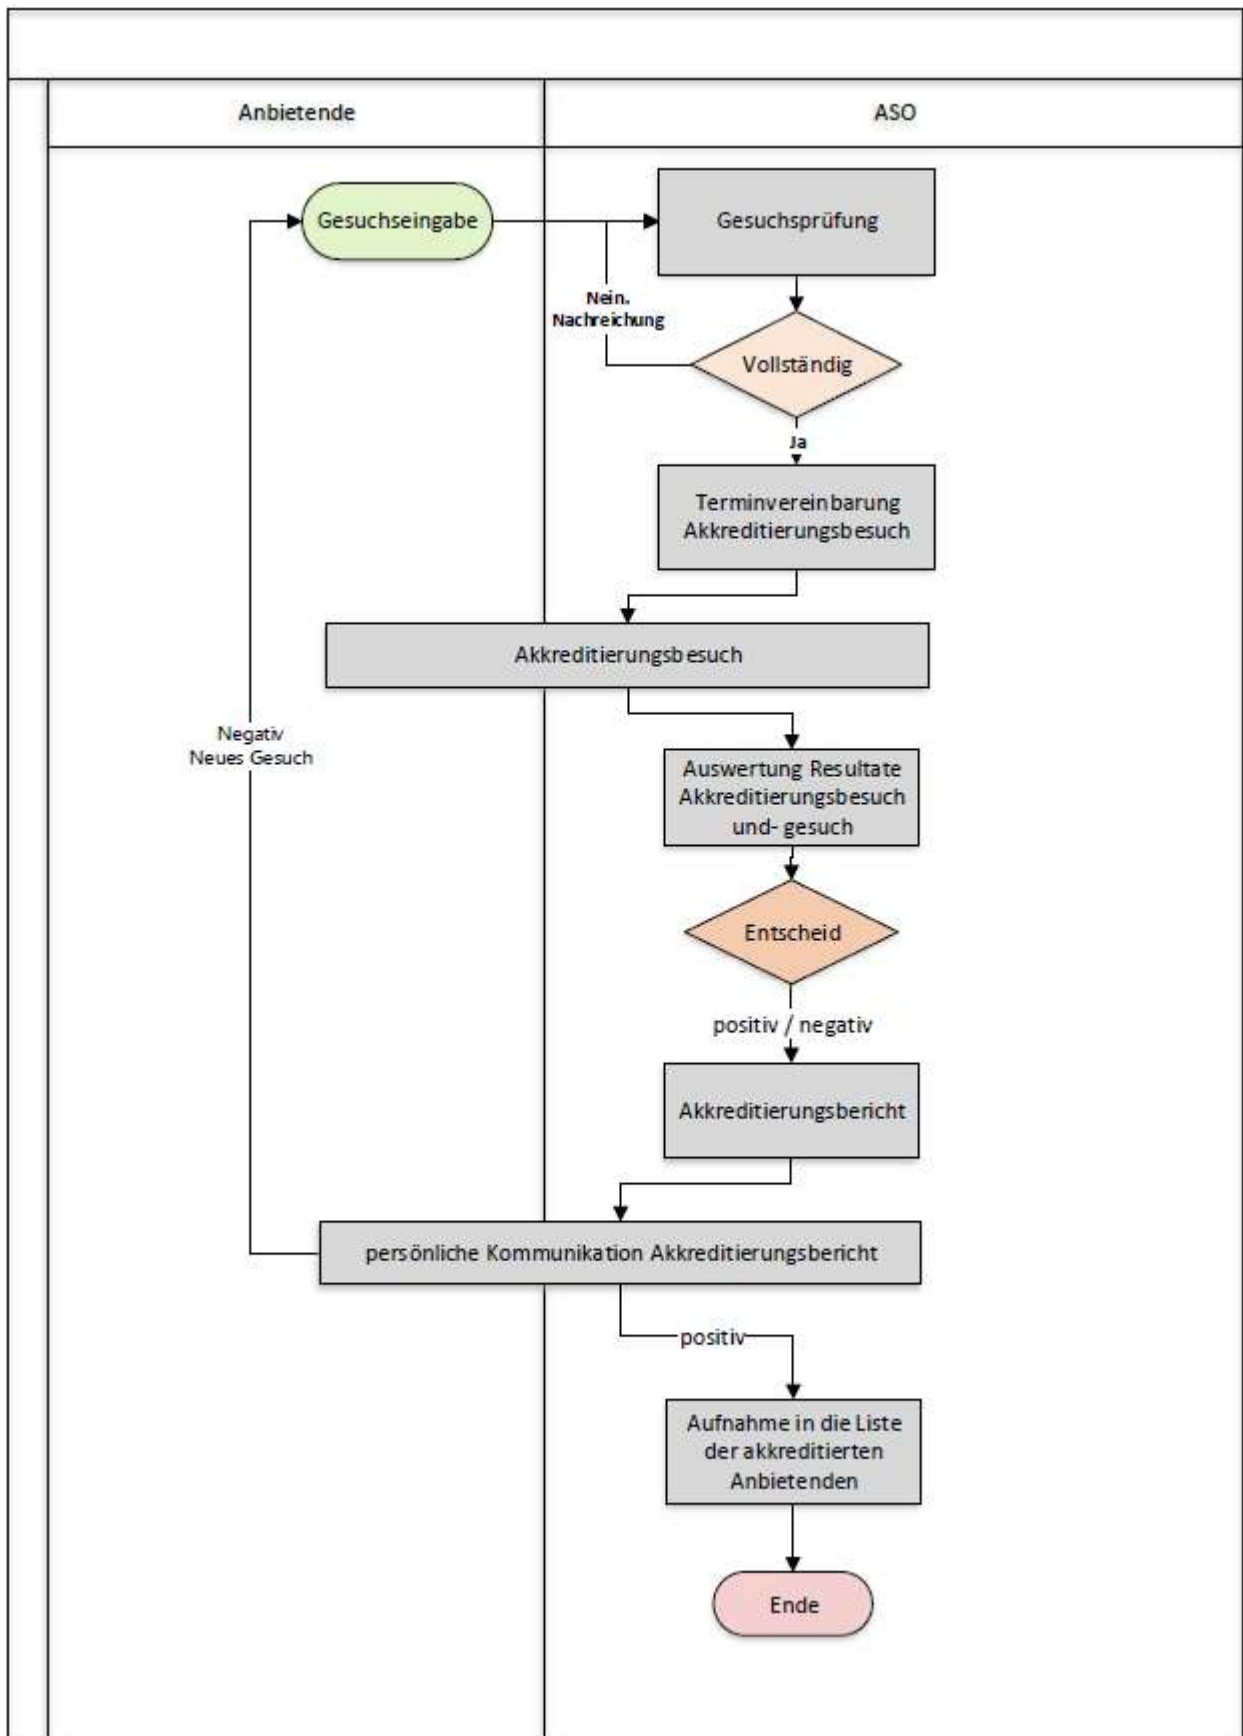 Anbietende
ASO
Gesuchseingabe
Gesuchsprüfung
Nein.
Nachreichung
Vollständig
Ja
Terminvereinbarung
Akkreditierungsbesuch
Akkreditierungsbesuch
Negativ
Neues Gesuch
Auswertung Resultate
Akkreditierungsbesuch
und- gesuch
Entscheid
positiv / negativ
Akkreditierungsbericht
persönliche Kommunikation Akkreditierungsbericht
positiv
Aufnahme in die Liste
der akkreditierten
Anbietenden
Ende